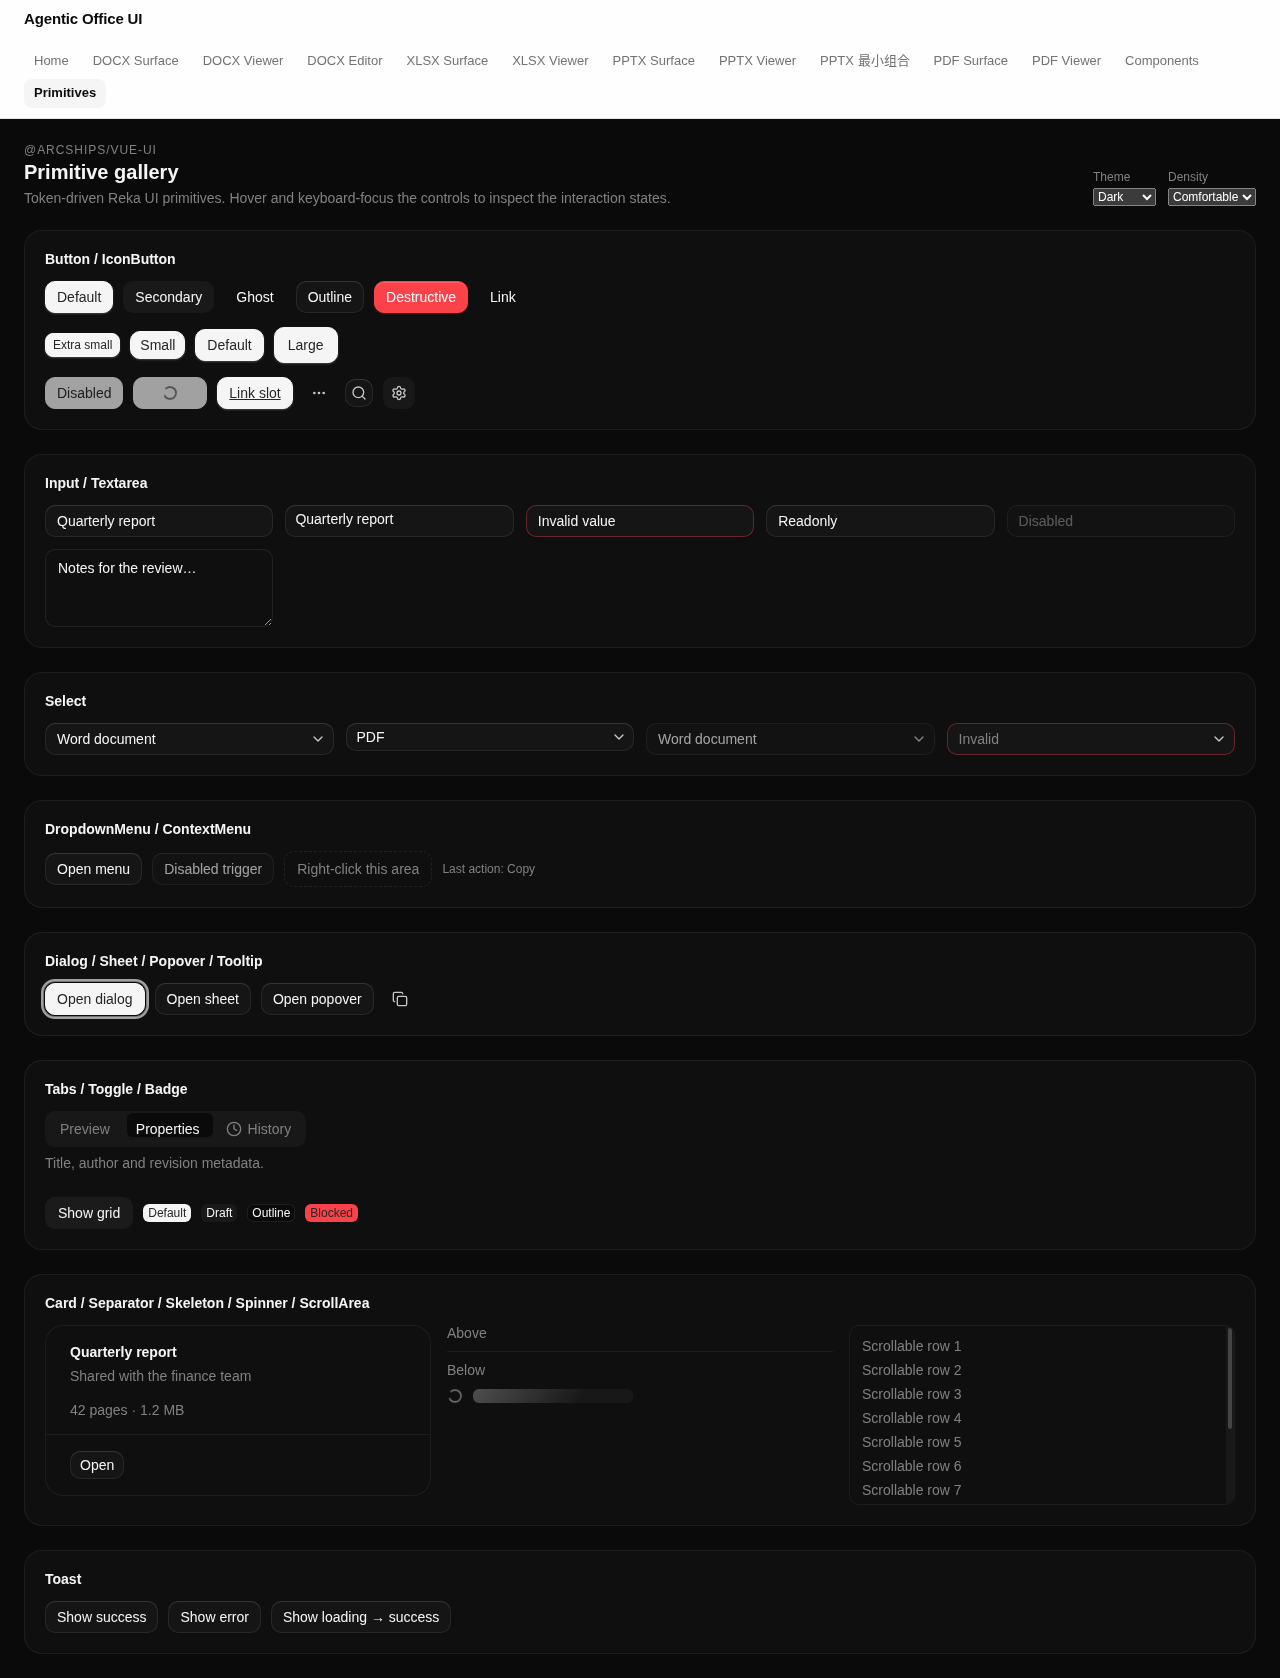 Agentic Office UI
Home DOCX Surface DOCX Viewer DOCX Editor XLSX Surface XLSX Viewer PPTX Surface PPTX Viewer PPTX 最小组合 PDF Surface PDF Viewer Components
Primitives
@ARCSHIPS/VUE-UI
Primitive gallery
Token-driven Reka UI primitives. Hover and keyboard-focus the controls to inspect the interaction states.
Theme Density
Dark Comfortable
Button / IconButton
Default Secondary Ghost Outline Destructive Link
Extra small Small Default Large
Disabled Link slot
Input / Textarea
Quarterly report Quarterly report Invalid value Readonly Disabled
Notes for the review…
Select
Word document PDF Word document Invalid
DropdownMenu / ContextMenu
Open menu Disabled trigger Right-click this area Last action: Copy
Dialog / Sheet / Popover / Tooltip
Open dialog Open sheet Open popover
Tabs / Toggle / Badge
Preview Properties History
Title, author and revision metadata.
Show grid Default Draft Outline Blocked
Card / Separator / Skeleton / Spinner / ScrollArea
Quarterly report
Shared with the finance team
42 pages · 1.2 MB
Open
Above
Below
Scrollable row 1
Scrollable row 2
Scrollable row 3
Scrollable row 4
Scrollable row 5
Scrollable row 6
Scrollable row 7
Toast
Show success Show error Show loading → success